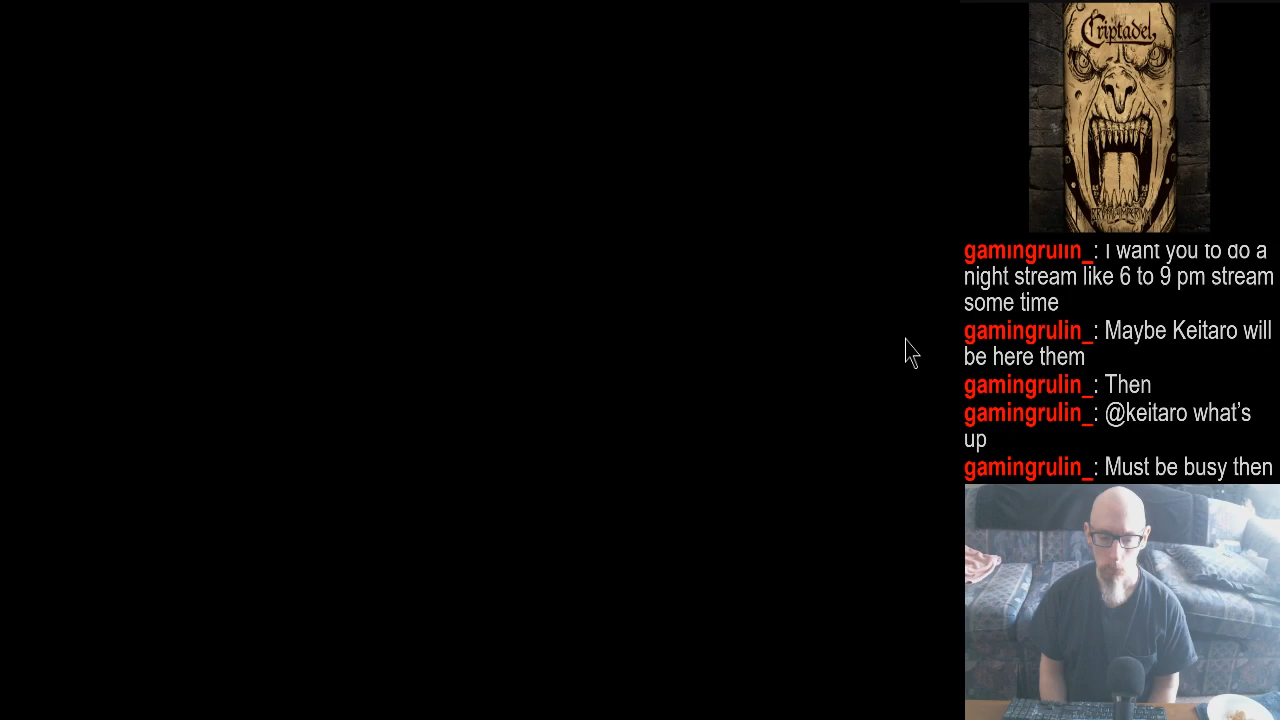 Criptadel
gamingrulin_: I want you to do a
night stream like 6 to 9 pm stream
some time
gamingrulin_: Maybe Keitaro will
be here them
gamingrulin_: Then
gamingrulin_: @keitaro what's
up
gamingrulin_: Must be busy then